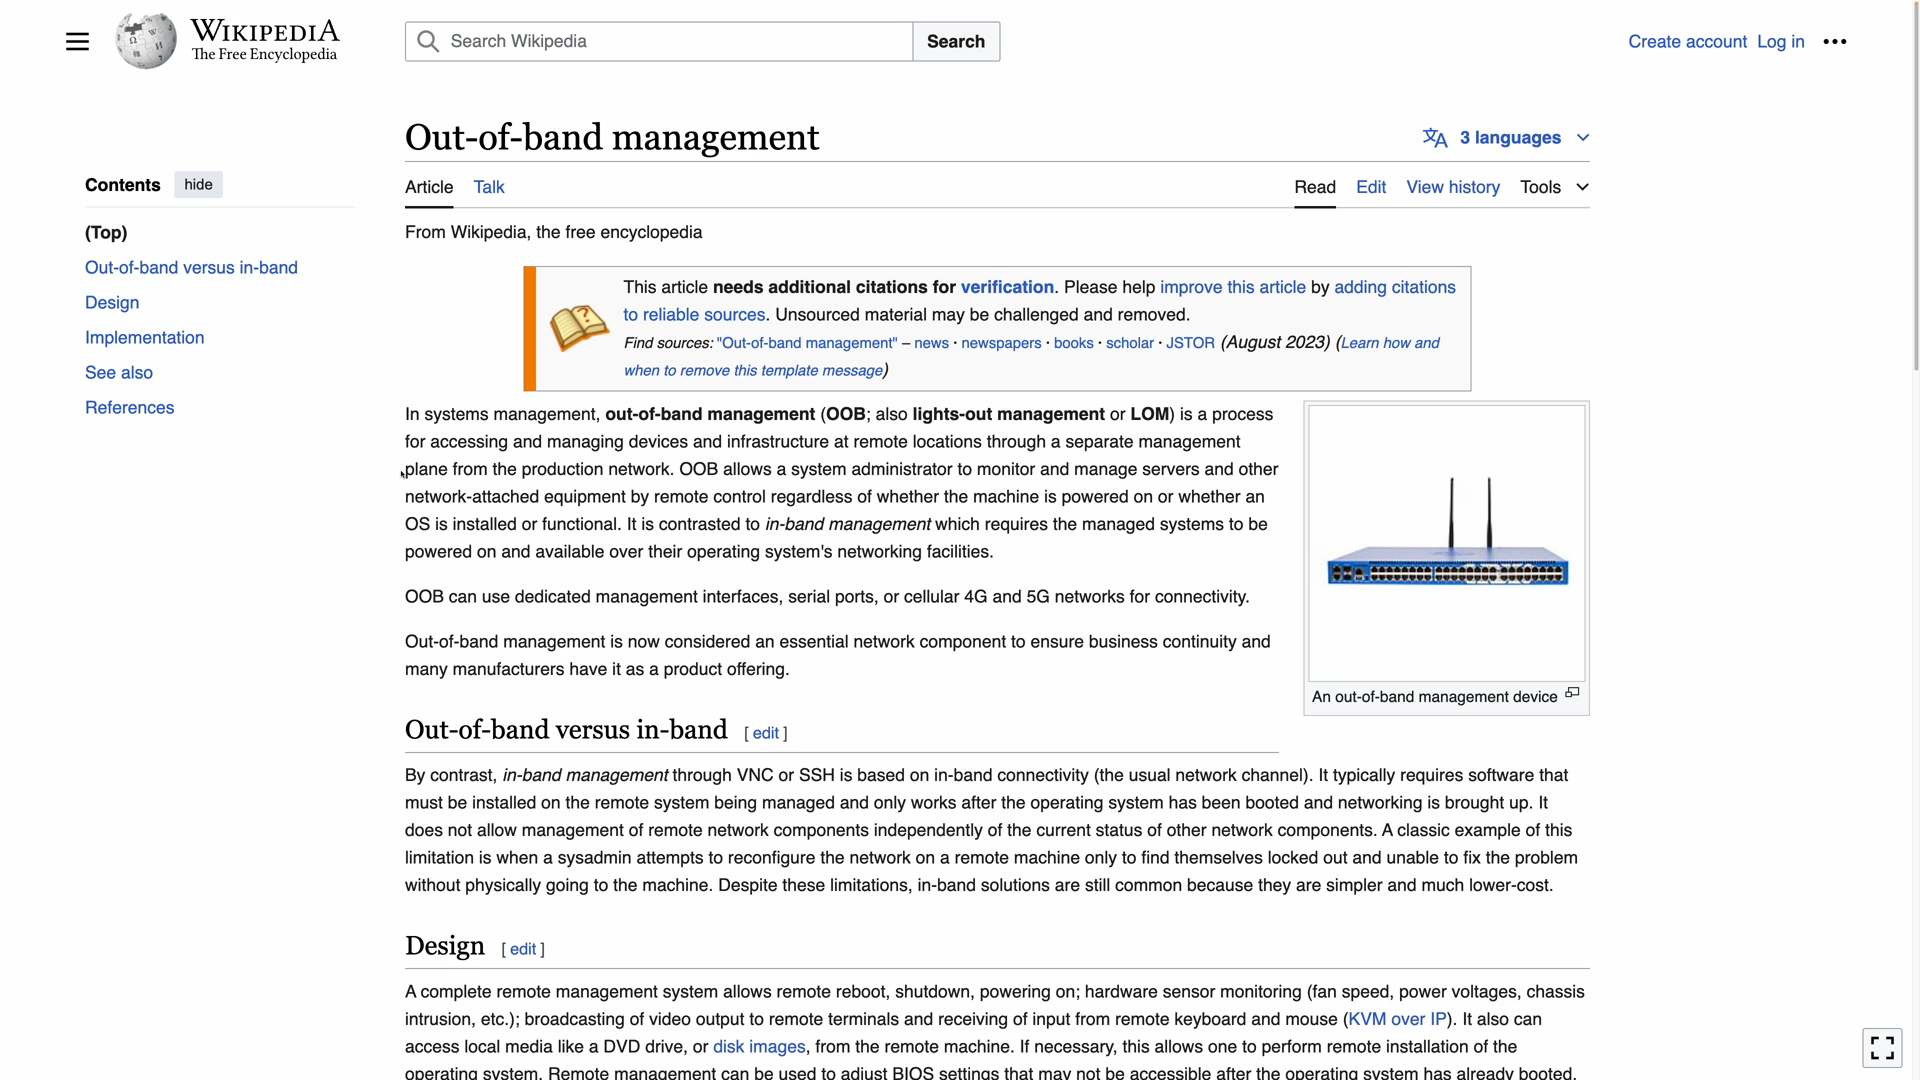 WIKIPEDIA
The Free Encyclopedia
Search Wikipedia
Search
Create account Log in
Out-of-band management
3 languages
Contents hide
Article Talk
Read Edit View history Tools
(Top)
Out-of-band versus in-band
Design
Implementation
See also
References
From Wikipedia, the free encyclopedia
This article needs additional citations for verification. Please help improve this article by adding citations
to reliable sources. Unsourced material may be challenged and removed.
Find sources: "Out-of-band management" – news · newspapers · books · scholar · JSTOR (August 2023) (Learn how and
when to remove this template message)
In systems management, out-of-band management (OOB; also lights-out management or LOM) is a process
for accessing and managing devices and infrastructure at remote locations through a separate management
plane from the production network. OOB allows a system administrator to monitor and manage servers and other
network-attached equipment by remote control regardless of whether the machine is powered on or whether an
OS is installed or functional. It is contrasted to in-band management which requires the managed systems to be
powered on and available over their operating system's networking facilities.
OOB can use dedicated management interfaces, serial ports, or cellular 4G and 5G networks for connectivity.
Out-of-band management is now considered an essential network component to ensure business continuity and
many manufacturers have it as a product offering.
An out-of-band management device
Out-of-band versus in-band [ edit ]
By contrast, in-band management through VNC or SSH is based on in-band connectivity (the usual network channel). It typically requires software that
must be installed on the remote system being managed and only works after the operating system has been booted and networking is brought up. It
does not allow management of remote network components independently of the current status of other network components. A classic example of this
limitation is when a sysadmin attempts to reconfigure the network on a remote machine only to find themselves locked out and unable to fix the problem
without physically going to the machine. Despite these limitations, in-band solutions are still common because they are simpler and much lower-cost.
Design [ edit ]
A complete remote management system allows remote reboot, shutdown, powering on; hardware sensor monitoring (fan speed, power voltages, chassis
intrusion, etc.); broadcasting of video output to remote terminals and receiving of input from remote keyboard and mouse (KVM over IP). It also can
access local media like a DVD drive, or disk images, from the remote machine. If necessary, this allows one to perform remote installation of the
operating system. Remote management can be used to adjust BIOS settings that may not be accessible after the operating system has already booted.